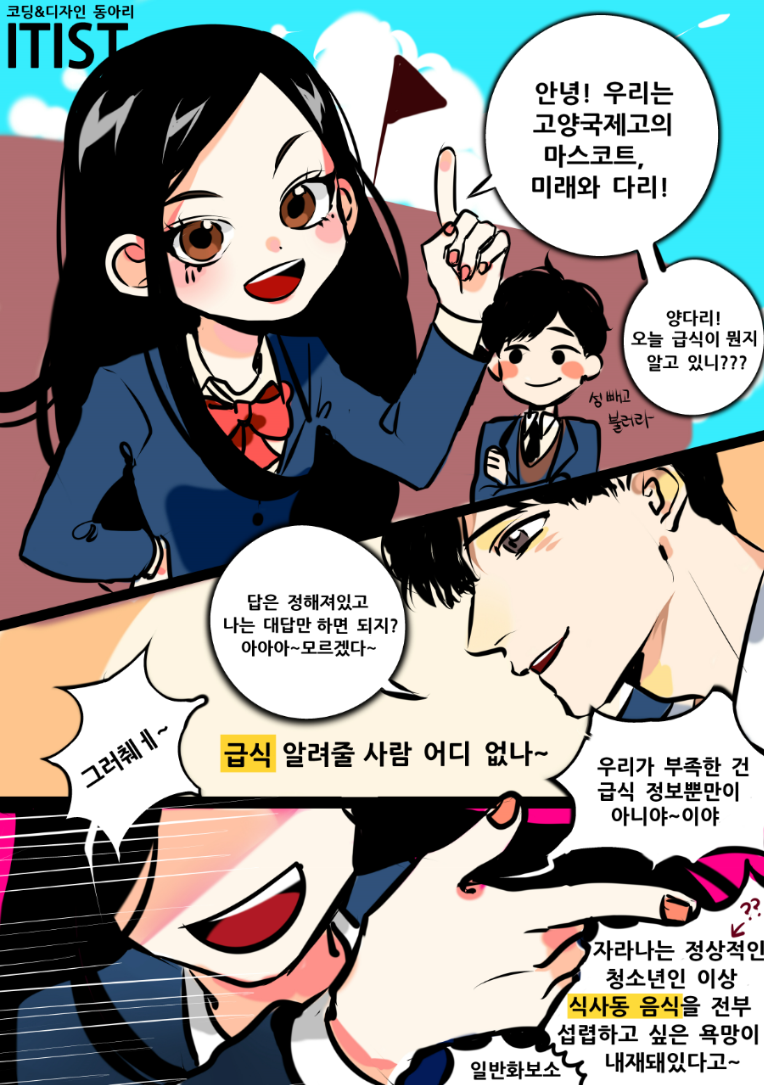 코딩&디자인 동아리
ITIST
안녕! 우리는
고양국제고의
마스코트,
미래와 다리!
양다리!
오늘 급식이 뭔지
알고 있니???
성 빼고
불러라
답은 정해져있고
나는 대답만 하면 되지?
아아아~모르겠다~
급식 알려줄 사람 어디 없나~
그러췌ㅔ~
우리가 부족한 건
급식 정보뿐만이
아니야~이야
??
자라나는 정상적인
청소년인 이상
식사동 음식을 전부
섭렵하고 싶은 욕망이
내재돼있다고~
일반화보소